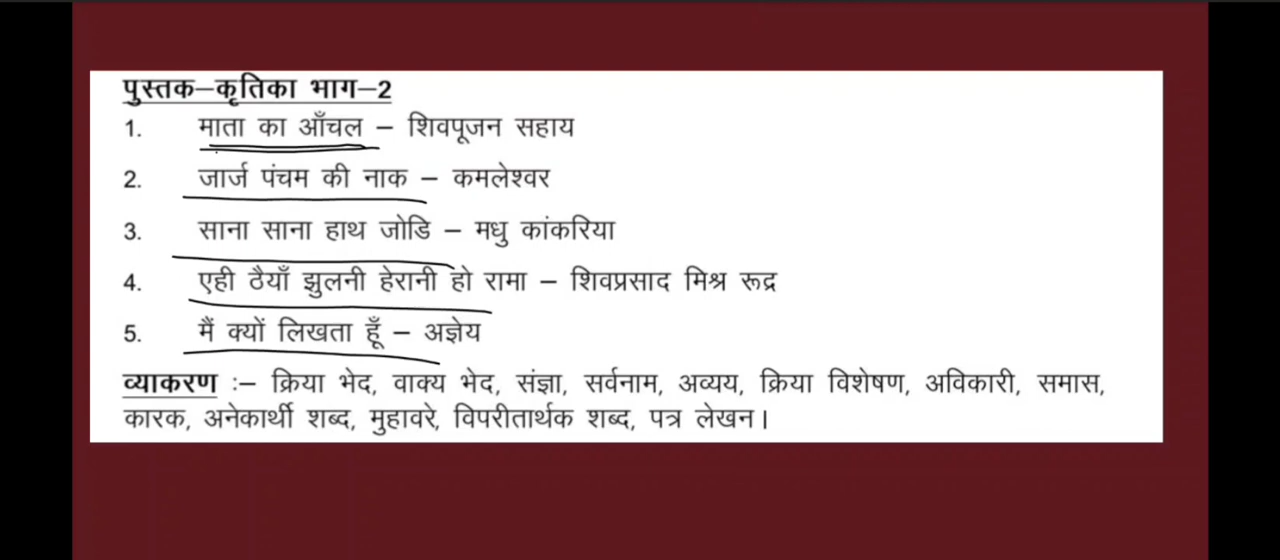 पुस्तक–कृतिका भाग–2
1. माता का आँचल – शिवपूजन सहाय
2. जार्ज पंचम की नाक – कमलेश्वर
3. साना साना हाथ जोडि – मधु कांकरिया
4. एही ठैयाँ झुलनी हेरानी हो रामा – शिवप्रसाद मिश्र रूद्र
5. मैं क्यों लिखता हूँ – अज्ञेय
व्याकरण :– क्रिया भेद, वाक्य भेद, संज्ञा, सर्वनाम, अव्यय, क्रिया विशेषण, अविकारी, समास,
कारक, अनेकार्थी शब्द, मुहावरे, विपरीतार्थक शब्द, पत्र लेखन।